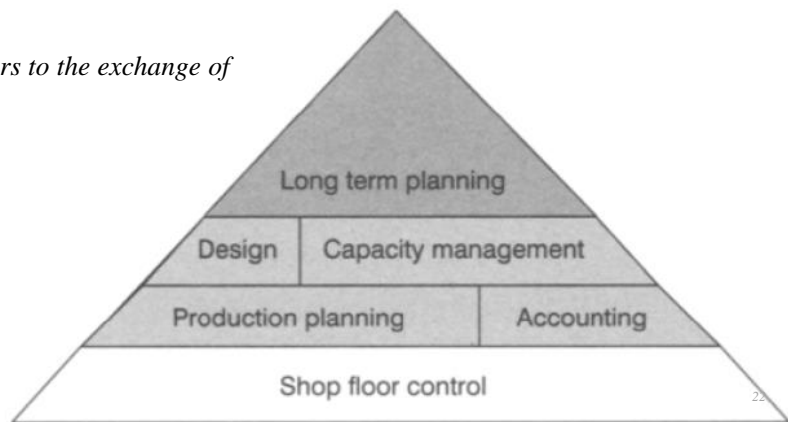 rs to the exchange of
Long term planning
Design Capacity management
Production planning Accounting
Shop floor control
22